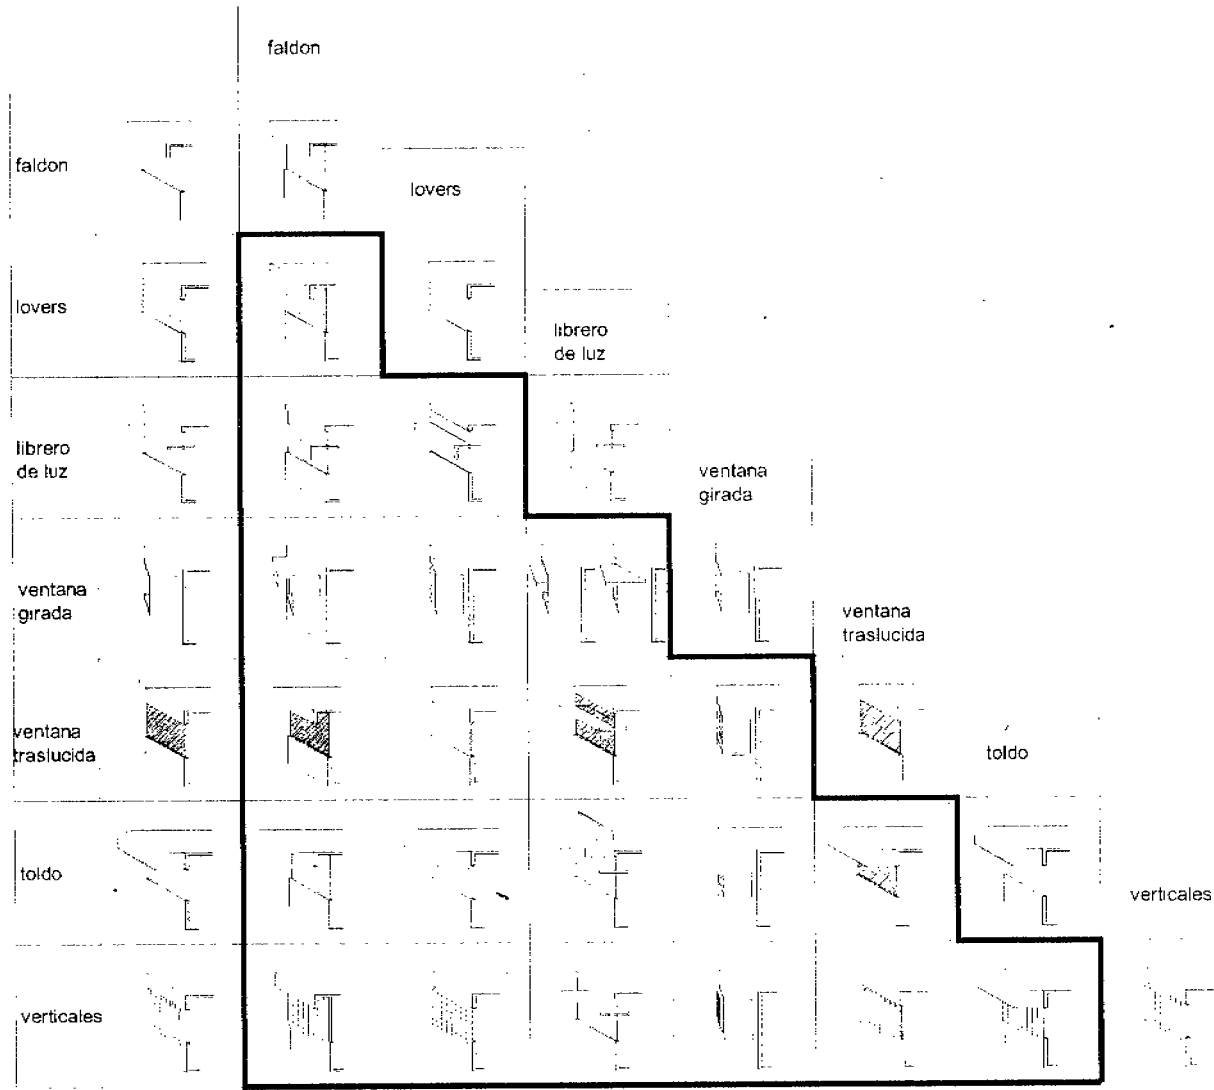 faldon
faldon
lovers
lovers
librero
de luz
librero
de luz
ventana
girada
ventana
girada
ventana
traslucida
ventana
traslucida
toldo
toldo
verticales
verticales